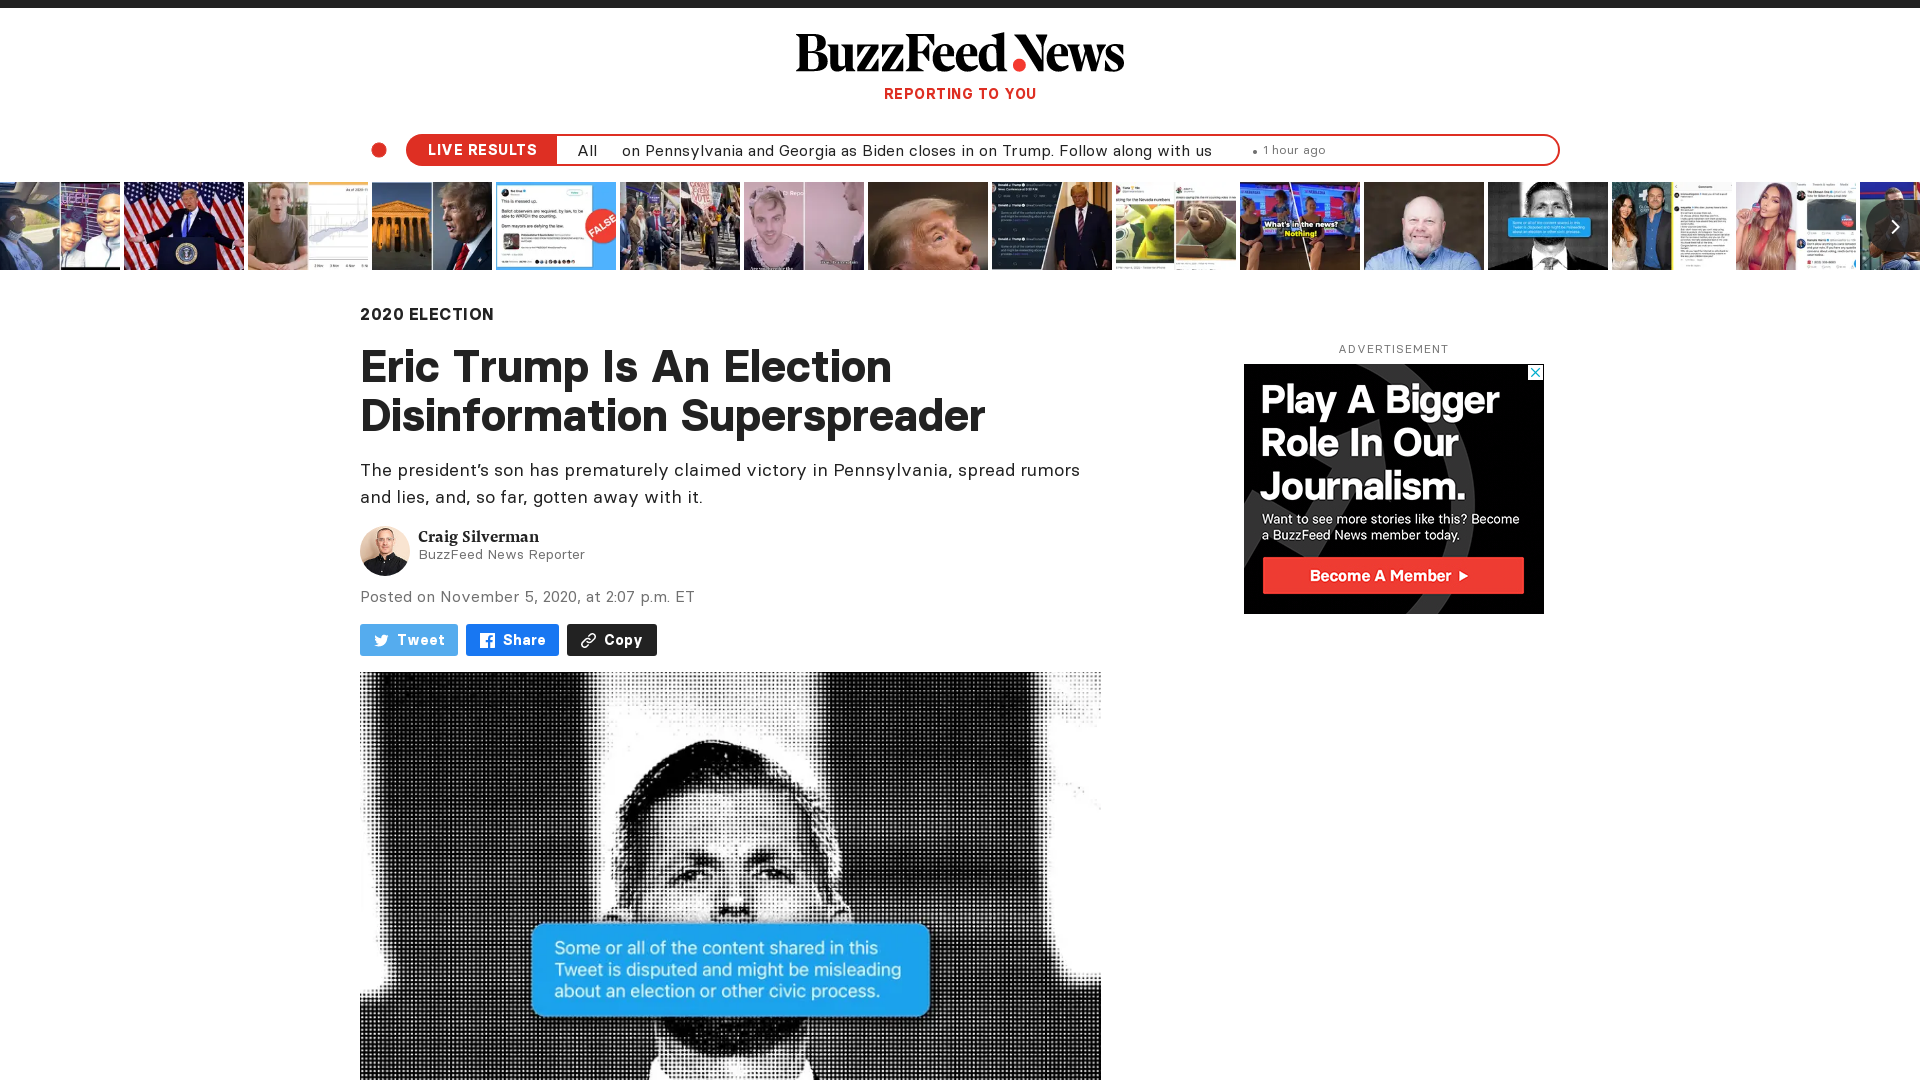 BuzzFeed News
REPORTING TO YOU
LIVE RESULTS
All on Pennsylvania and Georgia as Biden closes in on Trump. Follow along with us
1 hour ago
FALSE
What's in the news?
Nothing!
2020 ELECTION
Eric Trump Is An Election
Disinformation Superspreader
The president’s son has prematurely claimed victory in Pennsylvania, spread rumors
and lies, and, so far, gotten away with it.
Craig Silverman
BuzzFeed News Reporter
Posted on November 5, 2020, at 2:07 p.m. ET
Tweet
Share
Copy
Some or all of the content shared in this
Tweet is disputed and might be misleading
about an election or other civic process.
ADVERTISEMENT
Play A Bigger
Role In Our
Journalism.
Want to see more stories like this? Become
a BuzzFeed News member today.
Become A Member